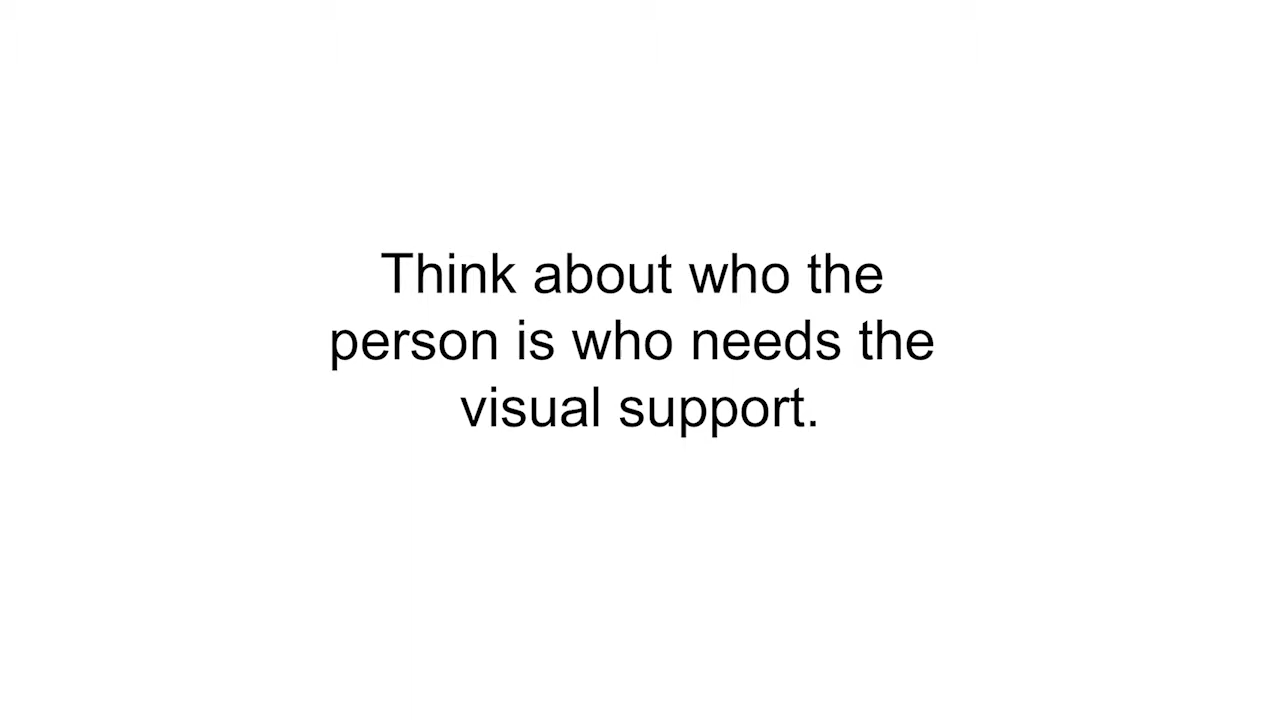 Think about who the
person is who needs the
visual support.